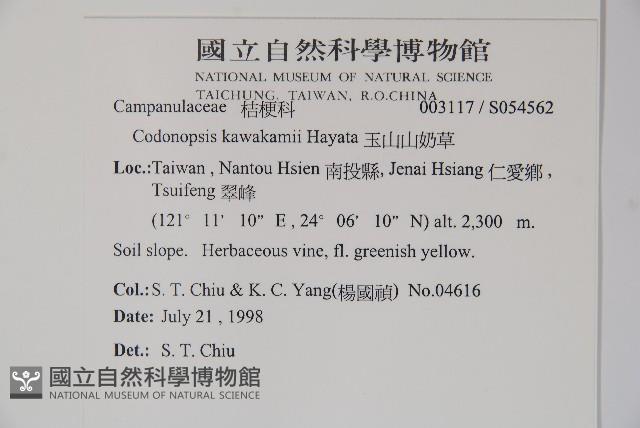 國立自然科學博物館
NATIONAL MUSEUM OF NATURAL SCIENCE
TAICHUNG, TAIWAN, R.O.CHINA
Campanulaceae 桔梗科 003117 / S054562
Codonopsis kawakamii Hayata 玉山山奶草
Loc.:Taiwan , Nantou Hsien 南投縣, Jenai Hsiang 仁愛鄉 ,
Tsuifeng 翠峰
(121° 11' 10" E , 24° 06' 10" N) alt. 2,300 m.
Soil slope. Herbaceous vine, fl. greenish yellow.
Col.: S. T. Chiu & K. C. Yang(楊國禎) No.04616
Date: July 21 , 1998
Det.: S. T. Chiu
國立自然科學博物館
NATIONAL MUSEUM OF NATURAL SCIENCE